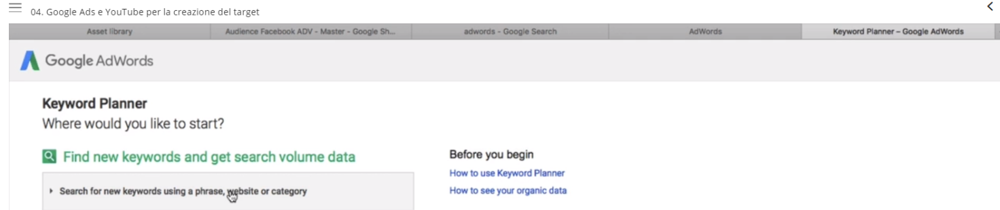 04. Google Ads e YouTube per la creazione del target
Asset library
Audience Facebook ADV - Master - Google Sh...
adwords - Google Search
AdWords
Keyword Planner – Google AdWords
Google AdWords
Keyword Planner
Where would you like to start?
Find new keywords and get search volume data
Search for new keywords using a phrase, website or category
Before you begin
How to use Keyword Planner
How to see your organic data